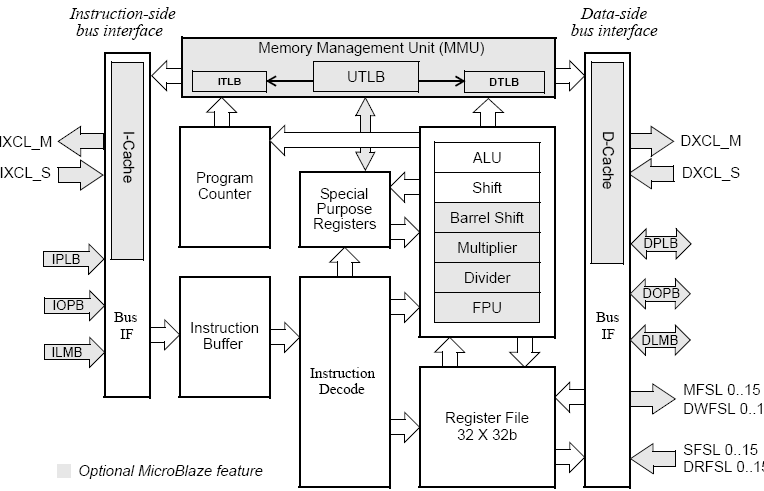 Instruction-side
bus interface
Data-side
bus interface
Memory Management Unit (MMU)
ITLB
UTLB
DTLB
I-Cache
D-Cache
IXCL_M
IXCL_S
DXCL_M
DXCL_S
Program
Counter
Special
Purpose
Registers
ALU
Shift
Barrel Shift
Multiplier
Divider
FPU
IPLB
IOPB
ILMB
Bus
IF
Instruction
Buffer
Instruction
Decode
Register File
32 X 32b
Bus
IF
DPLB
DOPB
DLMB
MFSL 0..15
DWFSL 0..1
SFSL 0..15
DRFSL 0..15
Optional MicroBlaze feature